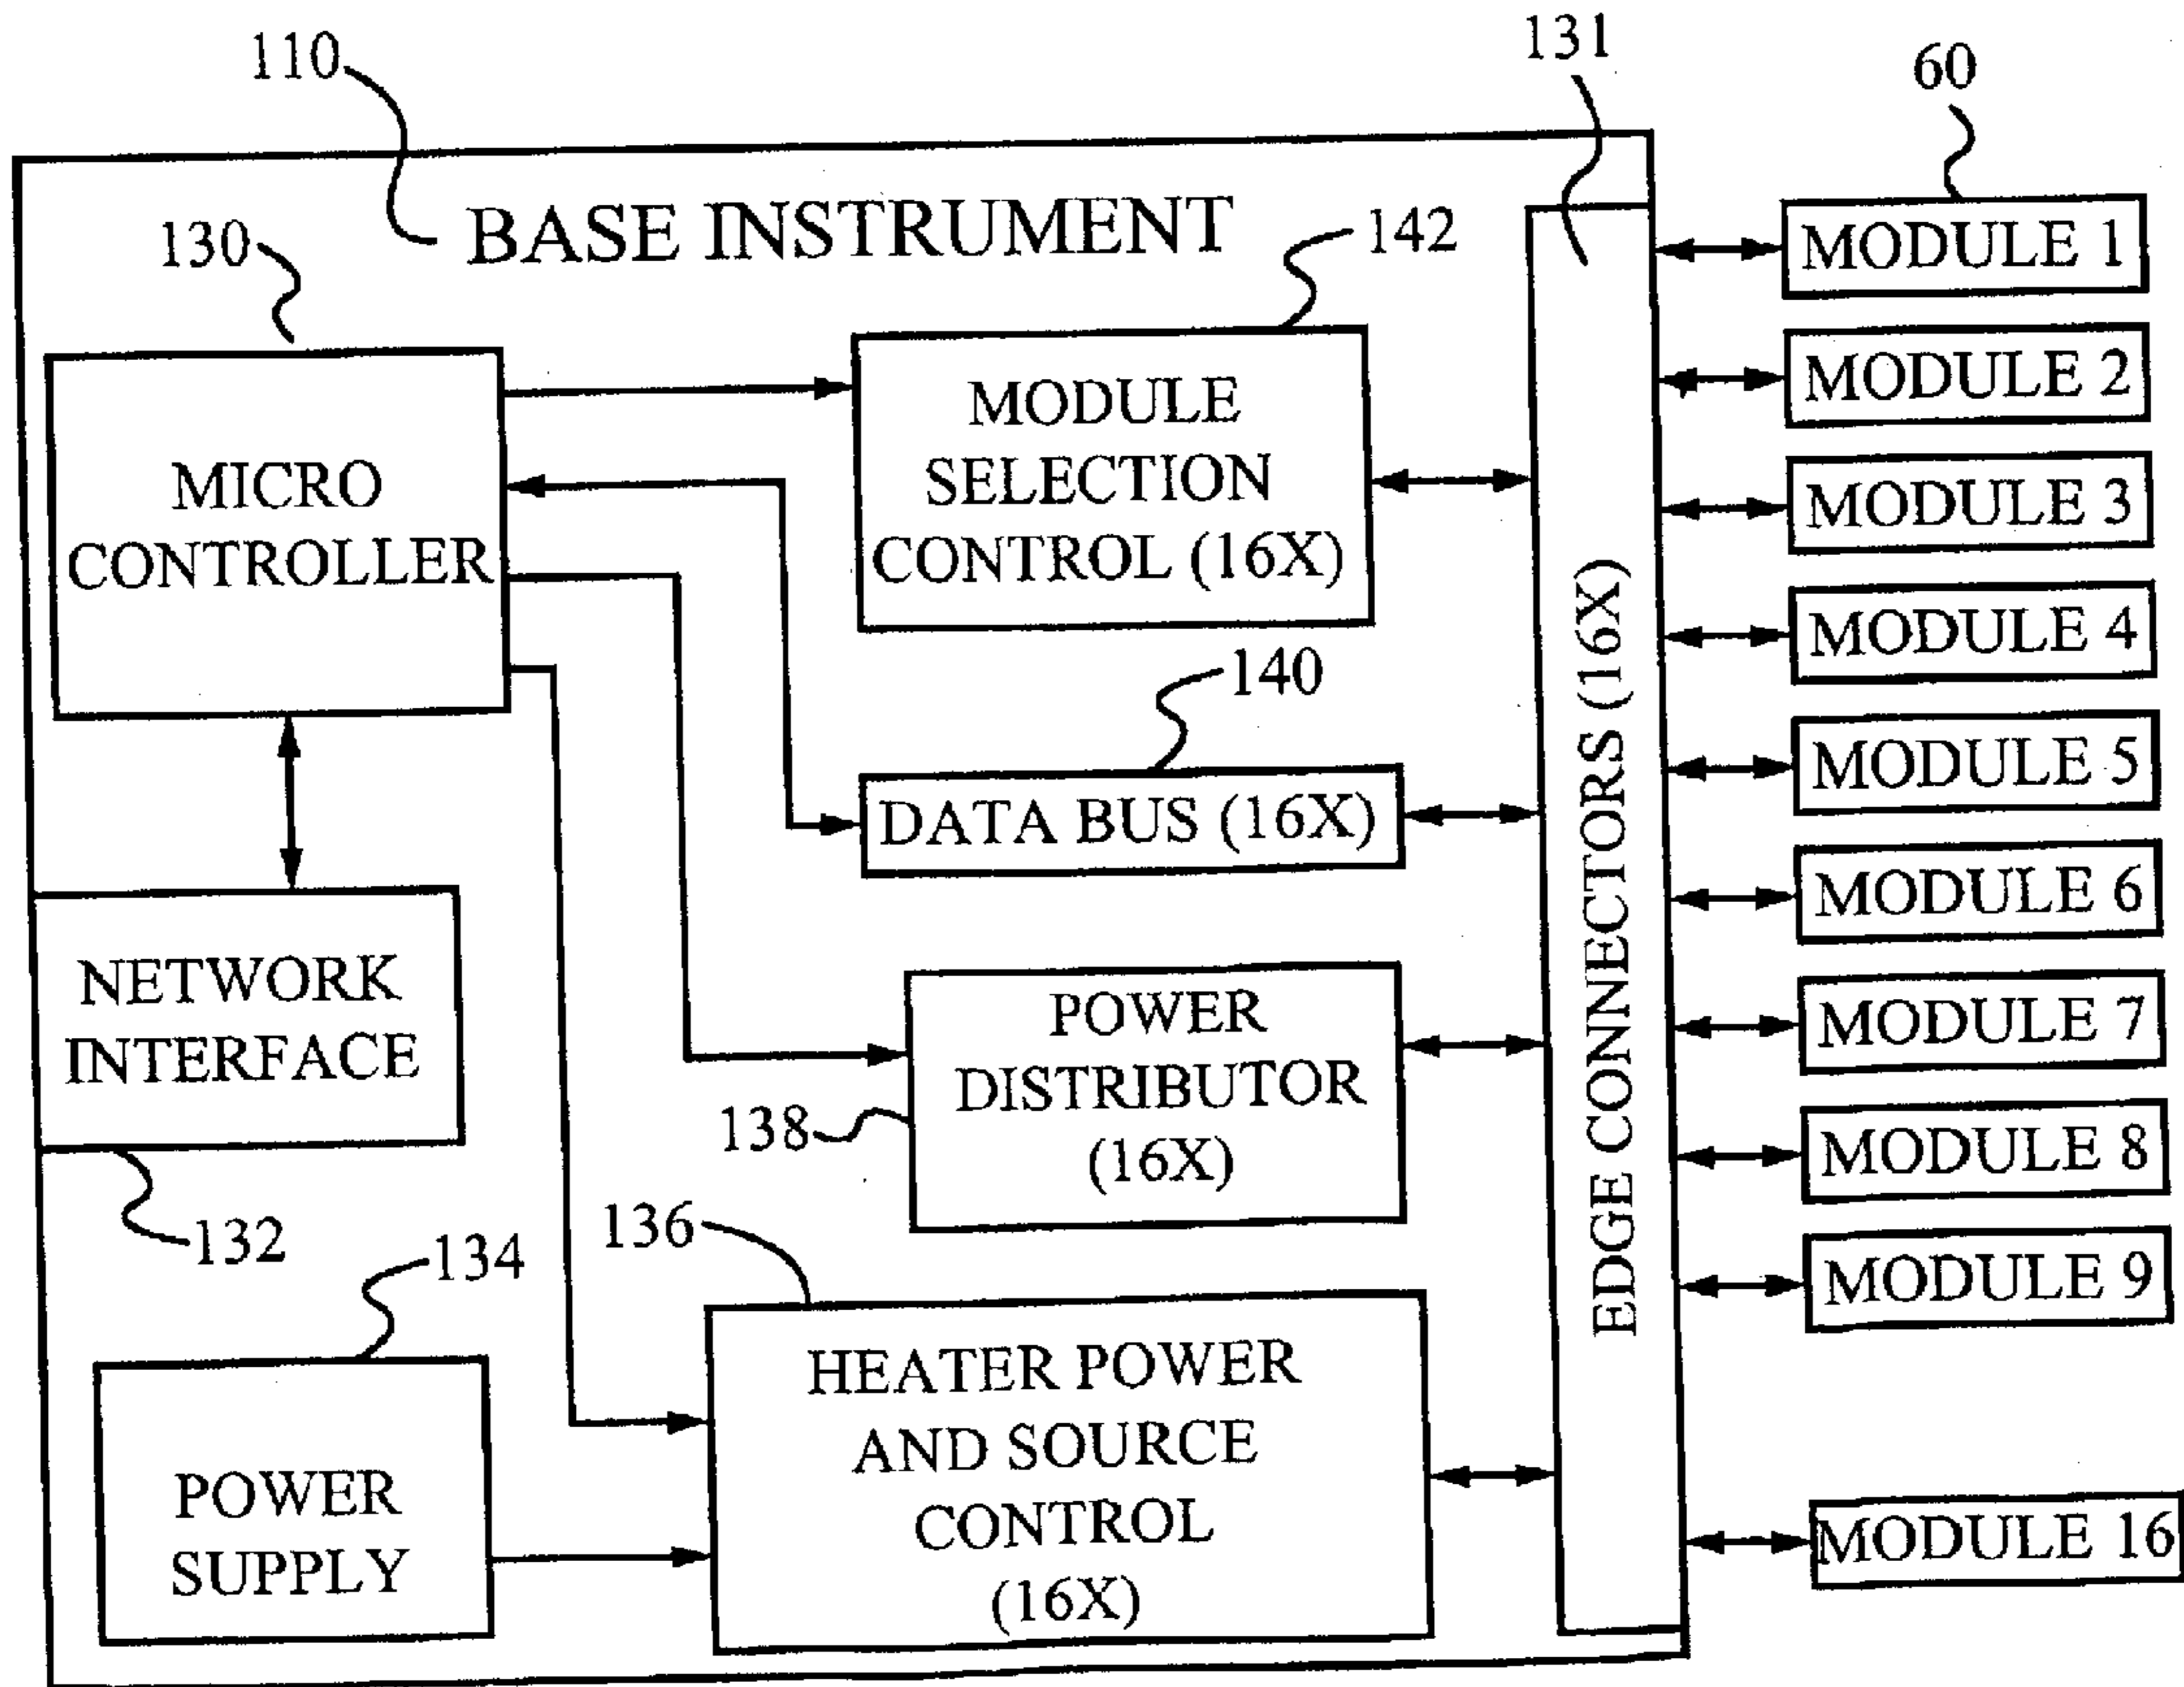 110
131
60
BASE INSTRUMENT
130
142
MICRO
CONTROLLER
MODULE
SELECTION
CONTROL (16X)
140
DATA BUS (16X)
NETWORK
INTERFACE
132
POWER
DISTRIBUTOR
(16X)
138
134
POWER
SUPPLY
136
HEATER POWER
AND SOURCE
CONTROL
(16X)
EDGE CONNECTORS (16X)
MODULE 1
MODULE 2
MODULE 3
MODULE 4
MODULE 5
MODULE 6
MODULE 7
MODULE 8
MODULE 9
MODULE 16